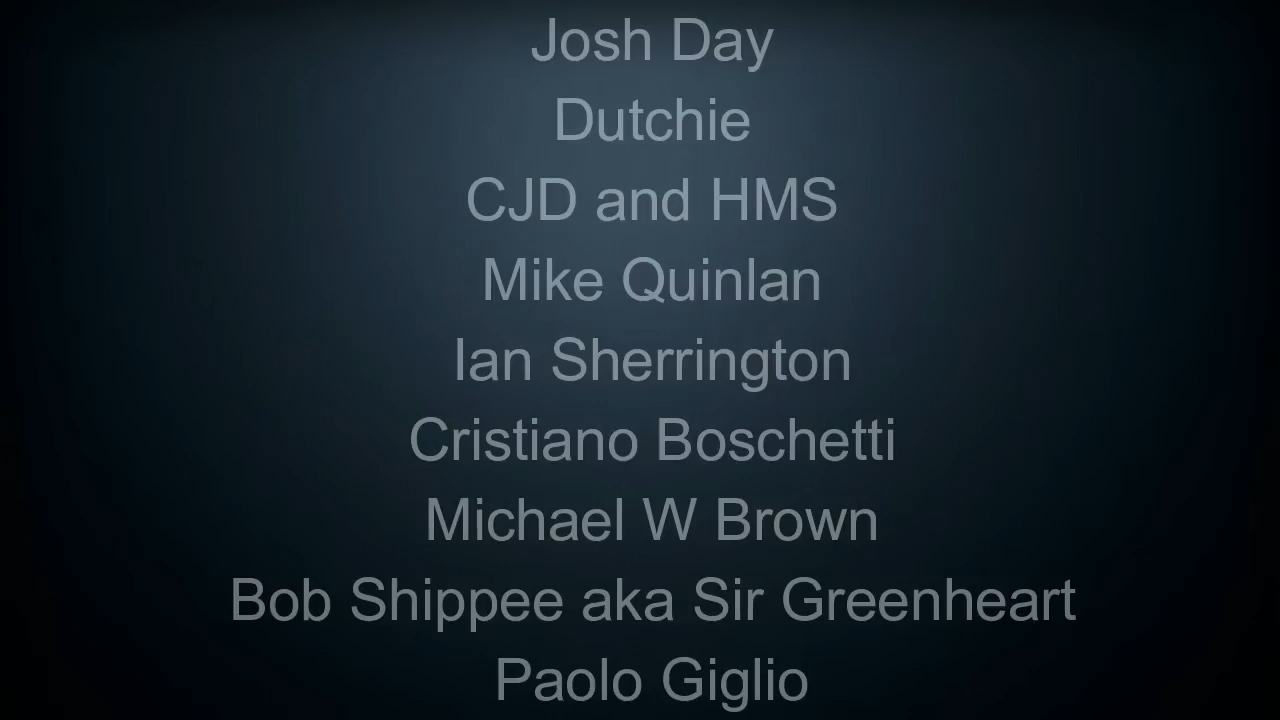 Josh Day
Dutchie
CJD and HMS
Mike Quinlan
Ian Sherrington
Cristiano Boschetti
Michael W Brown
Bob Shippee aka Sir Greenheart
Paolo Giglio